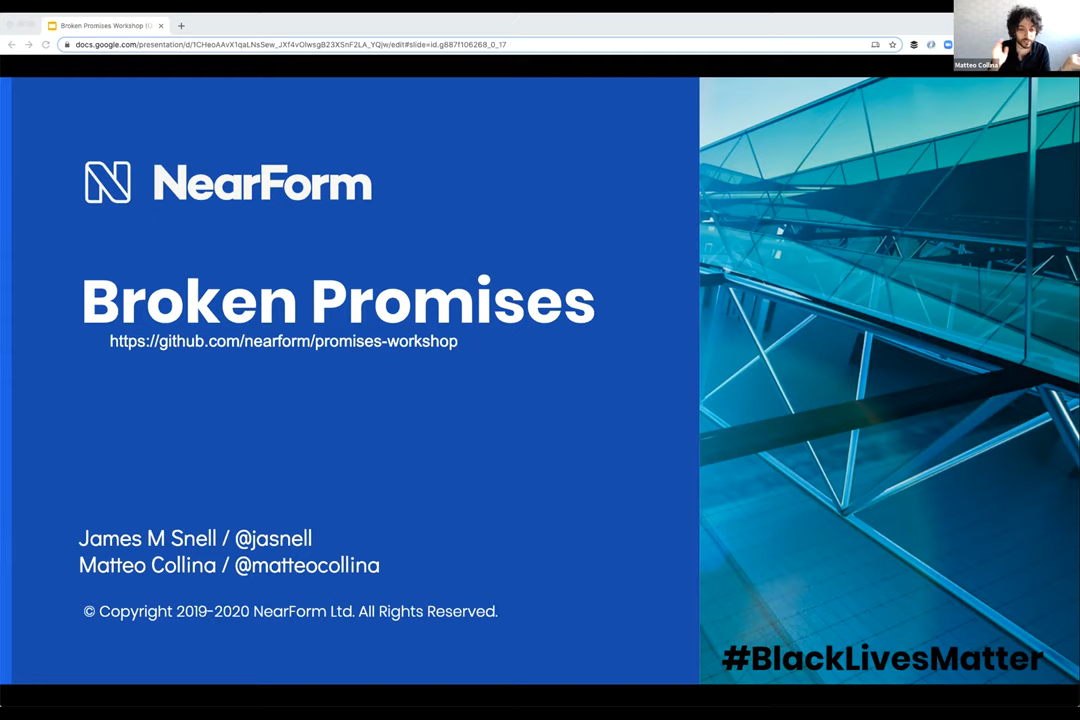 Broken Promises Workshop (O
docs.google.com/presentation/d/1CHeoAAvX1qaLNsSew_JXf4vOlwsgB23XSnF2LA_YQjw/edit#slide=id.g887f106268_0_17
Matteo Collina
NearForm
Broken Promises
https://github.com/nearform/promises-workshop
James M Snell / @jasnell
Matteo Collina / @matteocollina
© Copyright 2019-2020 NearForm Ltd. All Rights Reserved.
#BlackLivesMatter